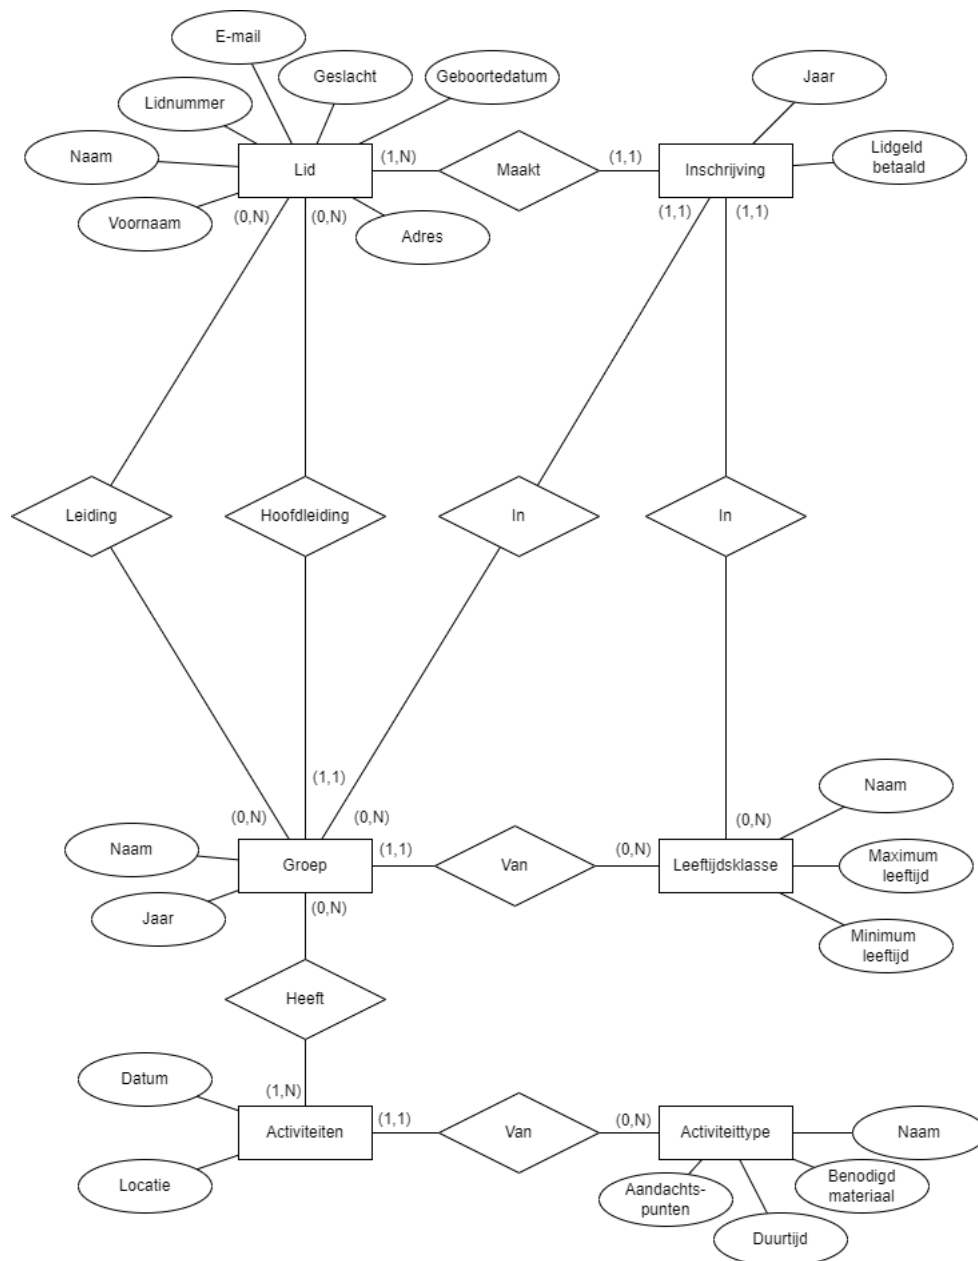 E-mail
Geslacht
Geboortedatum
Jaar
Lidnummer
Naam
Lid
(1,N)
Maakt
(1,1)
Inschrijving
Lidgeld
betaald
Voornaam
(0,N)
(0,N)
Adres
(1,1)
(1,1)
Leiding
Hoofdleiding
In
In
(1,1)
(0,N)
(0,N)
(0,N)
Naam
Naam
Groep
(1,1)
Van
(0,N)
Leeftijdsklasse
Maximum
leeftijd
Jaar
(0,N)
Minimum
leeftijd
Heeft
Datum
(1,N)
Activiteiten
(1,1)
Van
(0,N)
Activiteittype
Naam
Locatie
Aandachts-
punten
Benodigd
materiaal
Duurtijd